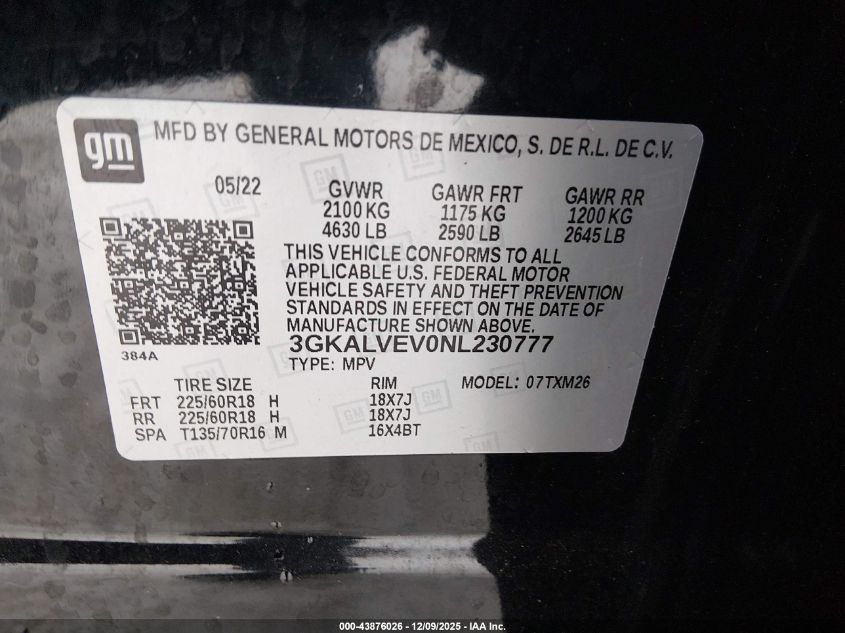 gm
MFD BY GENERAL MOTORS DE MEXICO, S. DE R.L. DE C.V.
05/22 GVWR GAWR FRT GAWR RR
2100 KG 1175 KG 1200 KG
4630 LB 2590 LB 2645 LB
THIS VEHICLE CONFORMS TO ALL
APPLICABLE U.S. FEDERAL MOTOR
VEHICLE SAFETY AND THEFT PREVENTION
STANDARDS IN EFFECT ON THE DATE OF
MANUFACTURE SHOWN ABOVE.
384A
3GKALVEV0NL230777
TYPE: MPV MODEL: 07TXM26
TIRE SIZE RIM
FRT 225/60R18 H 18X7J
RR 225/60R18 H 18X7J
SPA T135/70R16 M 16X4BT
000-43876026 - 12/09/2025 - IAA Inc.